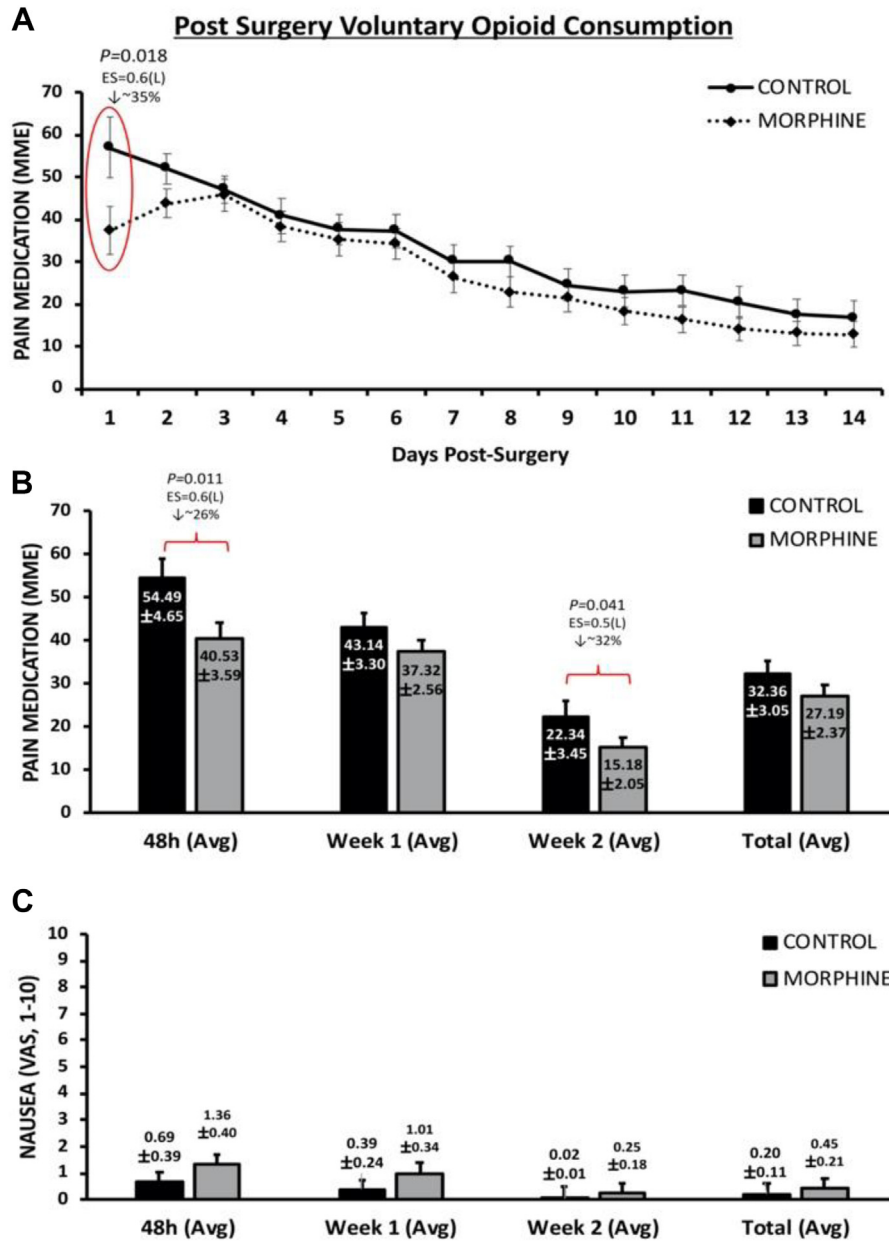 A
Post Surgery Voluntary Opioid Consumption
P=0.018
ES=0.6(L)
↓~35%
CONTROL
MORPHINE
PAIN MEDICATION (MME)
70
60
50
40
30
20
10
0
1 2 3 4 5 6 7 8 9 10 11 12 13 14
Days Post-Surgery
B
P=0.011
ES=0.6(L)
↓~26%
CONTROL
MORPHINE
P=0.041
ES=0.5(L)
↓~32%
PAIN MEDICATION (MME)
70
60
50
40
30
20
10
0
54.49
±4.65
40.53
±3.59
43.14
±3.30
37.32
±2.56
22.34
±3.45
15.18
±2.05
32.36
±3.05
27.19
±2.37
48h (Avg) Week 1 (Avg) Week 2 (Avg) Total (Avg)
C
CONTROL
MORPHINE
NAUSEA (VAS, 1-10)
10
9
8
7
6
5
4
3
2
1
0
0.69
±0.39
1.36
±0.40
0.39
±0.24
1.01
±0.34
0.02
±0.01
0.25
±0.18
0.20
±0.11
0.45
±0.21
48h (Avg) Week 1 (Avg) Week 2 (Avg) Total (Avg)